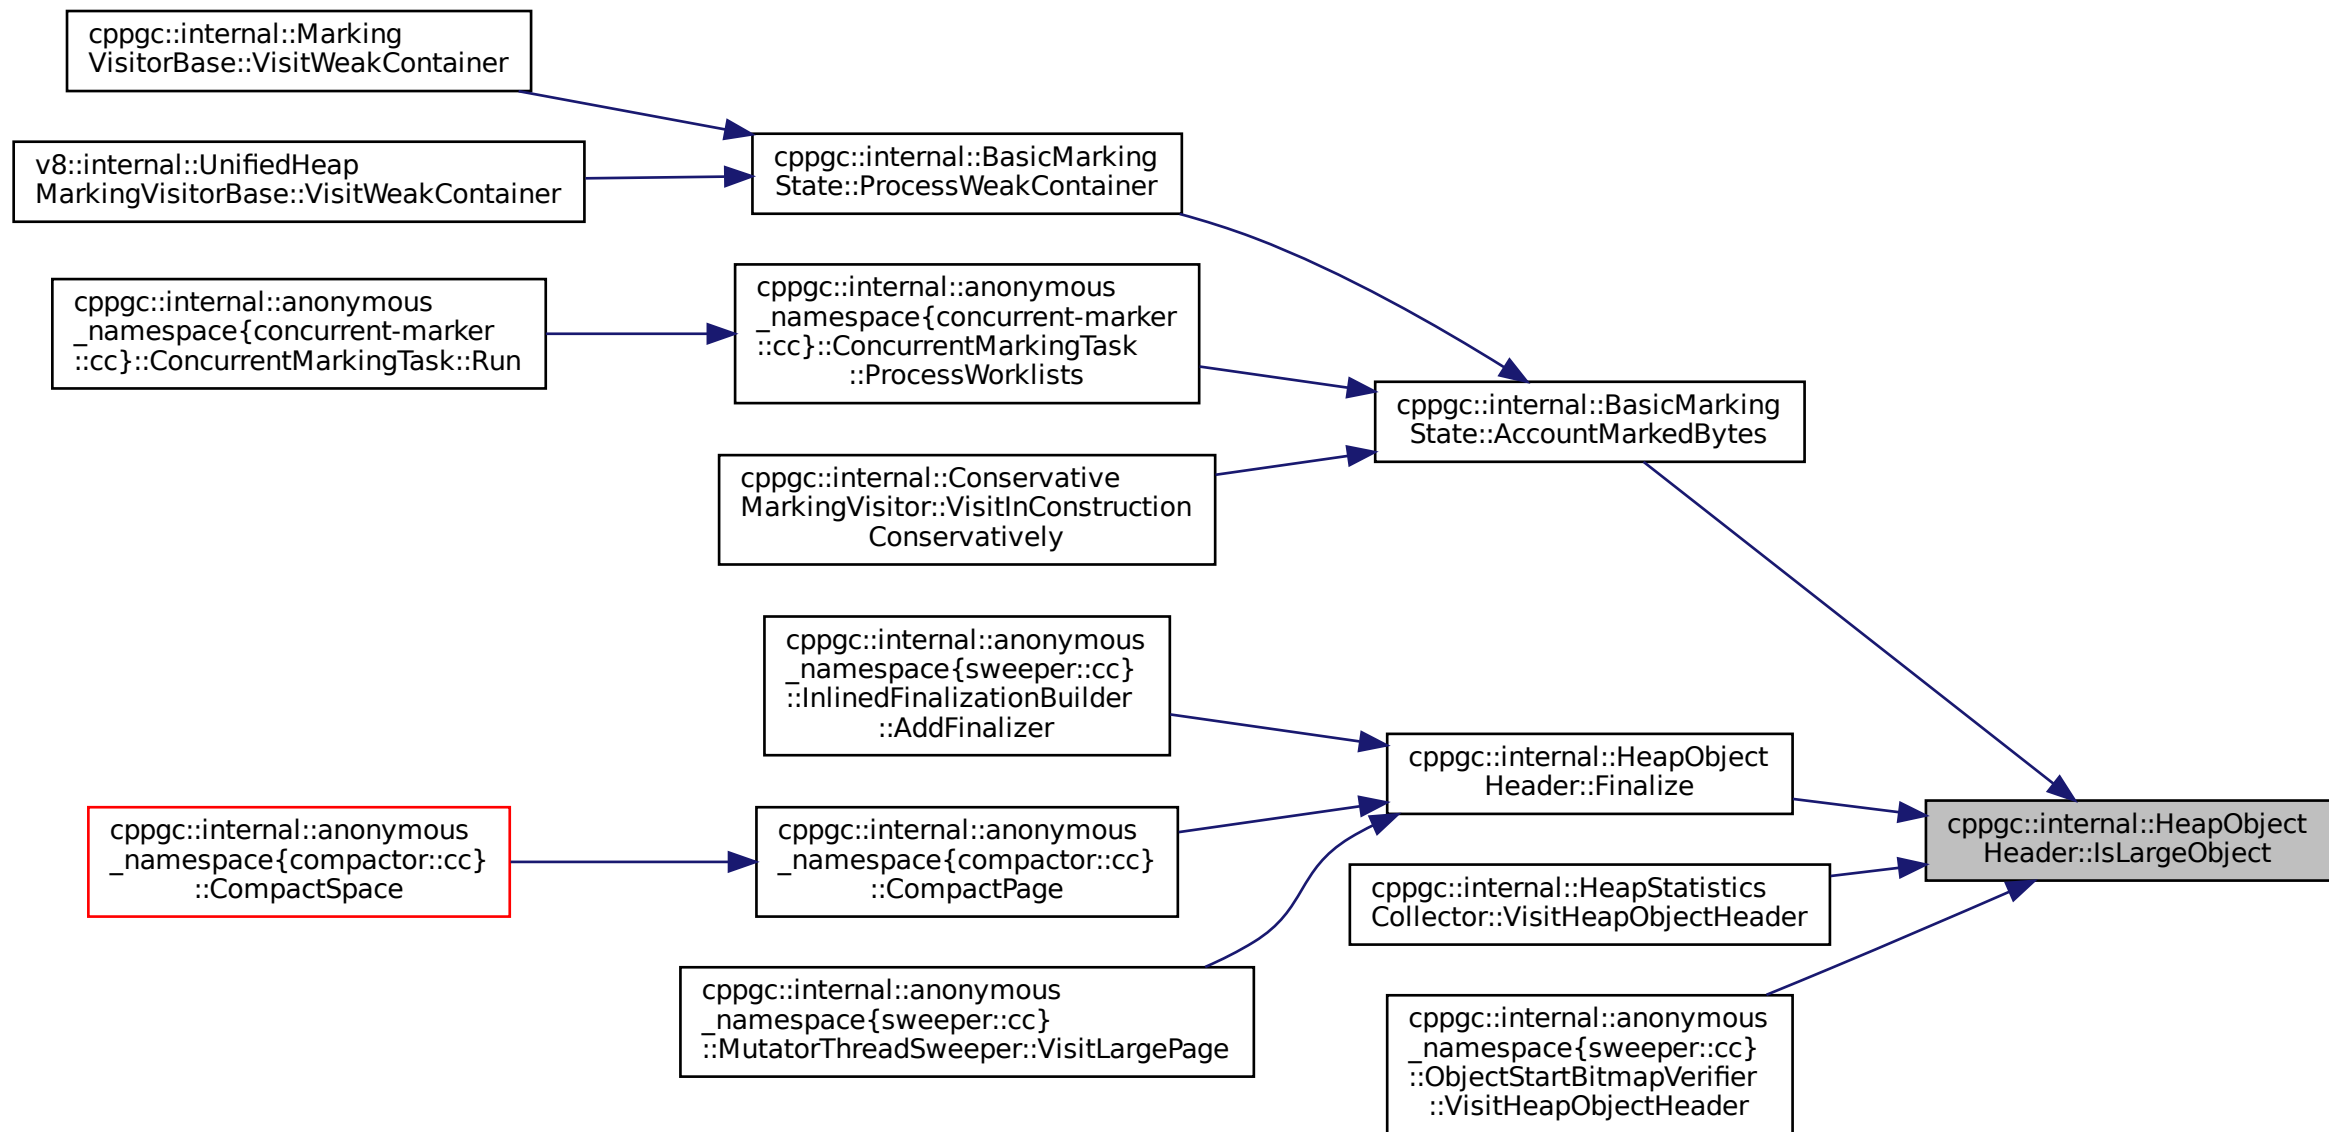 cppgc::internal::Marking
VisitorBase::VisitWeakContainer
v8::internal::UnifiedHeap
MarkingVisitorBase::VisitWeakContainer
cppgc::internal::BasicMarking
State::ProcessWeakContainer
cppgc::internal::anonymous
_namespace{concurrent-marker
::cc}::ConcurrentMarkingTask::Run
cppgc::internal::anonymous
_namespace{concurrent-marker
::cc}::ConcurrentMarkingTask
::ProcessWorklists
cppgc::internal::BasicMarking
State::AccountMarkedBytes
cppgc::internal::Conservative
MarkingVisitor::VisitInConstruction
Conservatively
cppgc::internal::anonymous
_namespace{sweeper::cc}
::InlinedFinalizationBuilder
::AddFinalizer
cppgc::internal::HeapObject
Header::Finalize
cppgc::internal::anonymous
_namespace{compactor::cc}
::CompactSpace
cppgc::internal::anonymous
_namespace{compactor::cc}
::CompactPage
cppgc::internal::HeapObject
Header::IsLargeObject
cppgc::internal::HeapStatistics
Collector::VisitHeapObjectHeader
cppgc::internal::anonymous
_namespace{sweeper::cc}
::MutatorThreadSweeper::VisitLargePage
cppgc::internal::anonymous
_namespace{sweeper::cc}
::ObjectStartBitmapVerifier
::VisitHeapObjectHeader